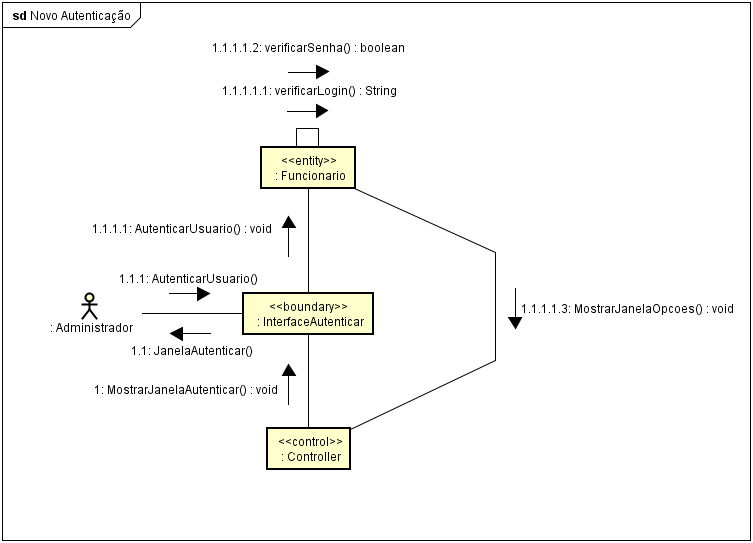 sd Novo Autenticação
1.1.1.1.2: verificarSenha() : boolean
1.1.1.1.1: verificarLogin() : String
<<entity>>
: Funcionario
1.1.1.1: AutenticarUsuario() : void
1.1.1: AutenticarUsuario()
<<boundary>>
: InterfaceAutenticar
: Administrador
1.1.1.1.3: MostrarJanelaOpcoes() : void
1.1: JanelaAutenticar()
1: MostrarJanelaAutenticar() : void
<<control>>
: Controller